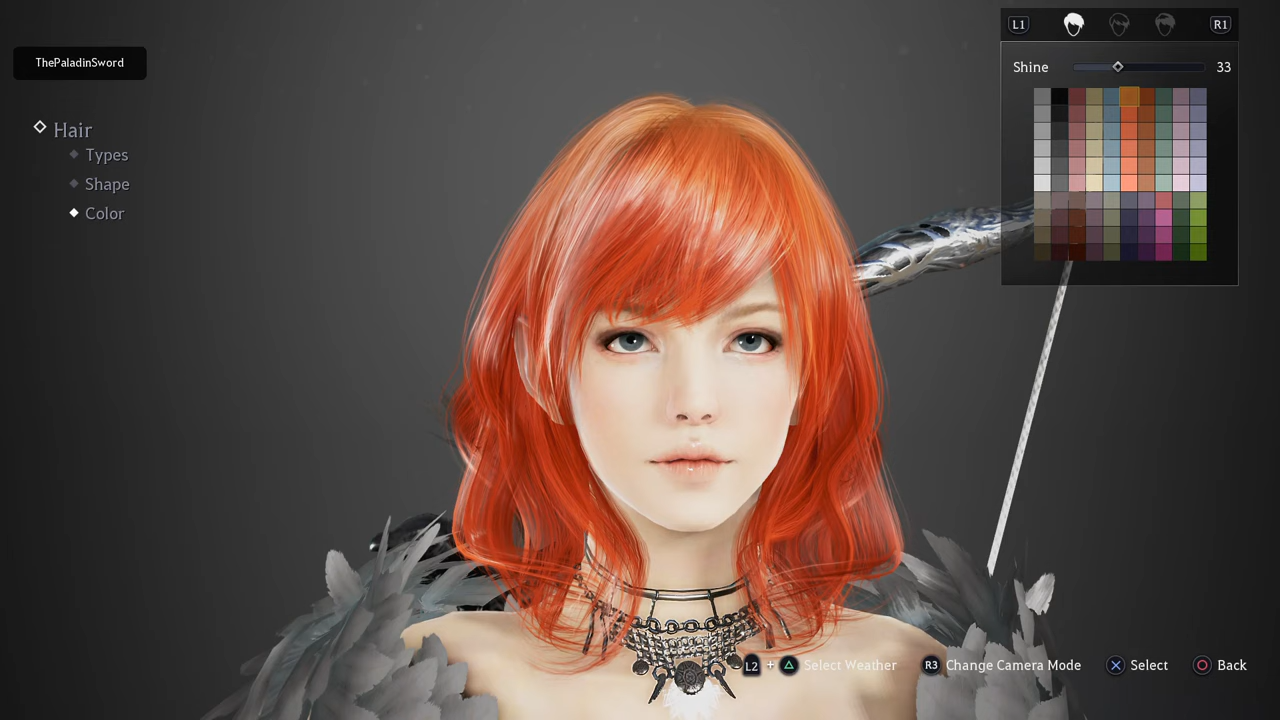 L1
R1
ThePaladinSword
Shine 33
Hair
Types
Shape
Color
L2 + Select Weather R3 Change Camera Mode Select Back